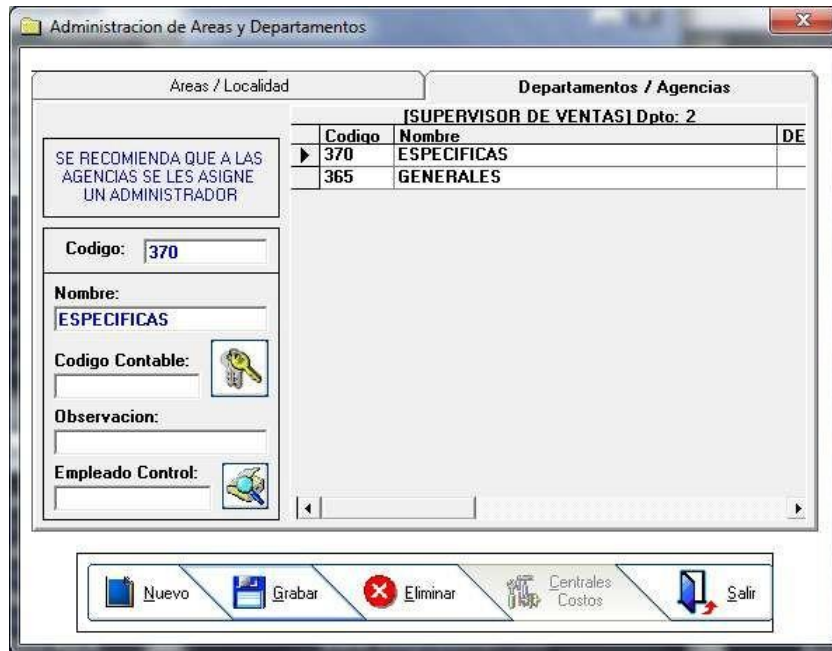 Administracion de Areas y Departamentos
Areas / Localidad
Departamentos / Agencias
SE RECOMIENDA QUE A LAS
AGENCIAS SE LES ASIGNE
UN ADMINISTRADOR
Codigo: 370
Nombre:
ESPECIFICAS
Codigo Contable:
Observacion:
Empleado Control:
[SUPERVISOR DE VENTAS] Dpto: 2
Codigo Nombre DE
370 ESPECIFICAS
365 GENERALES
Nuevo Grabar Eliminar Centrales Costos Salir